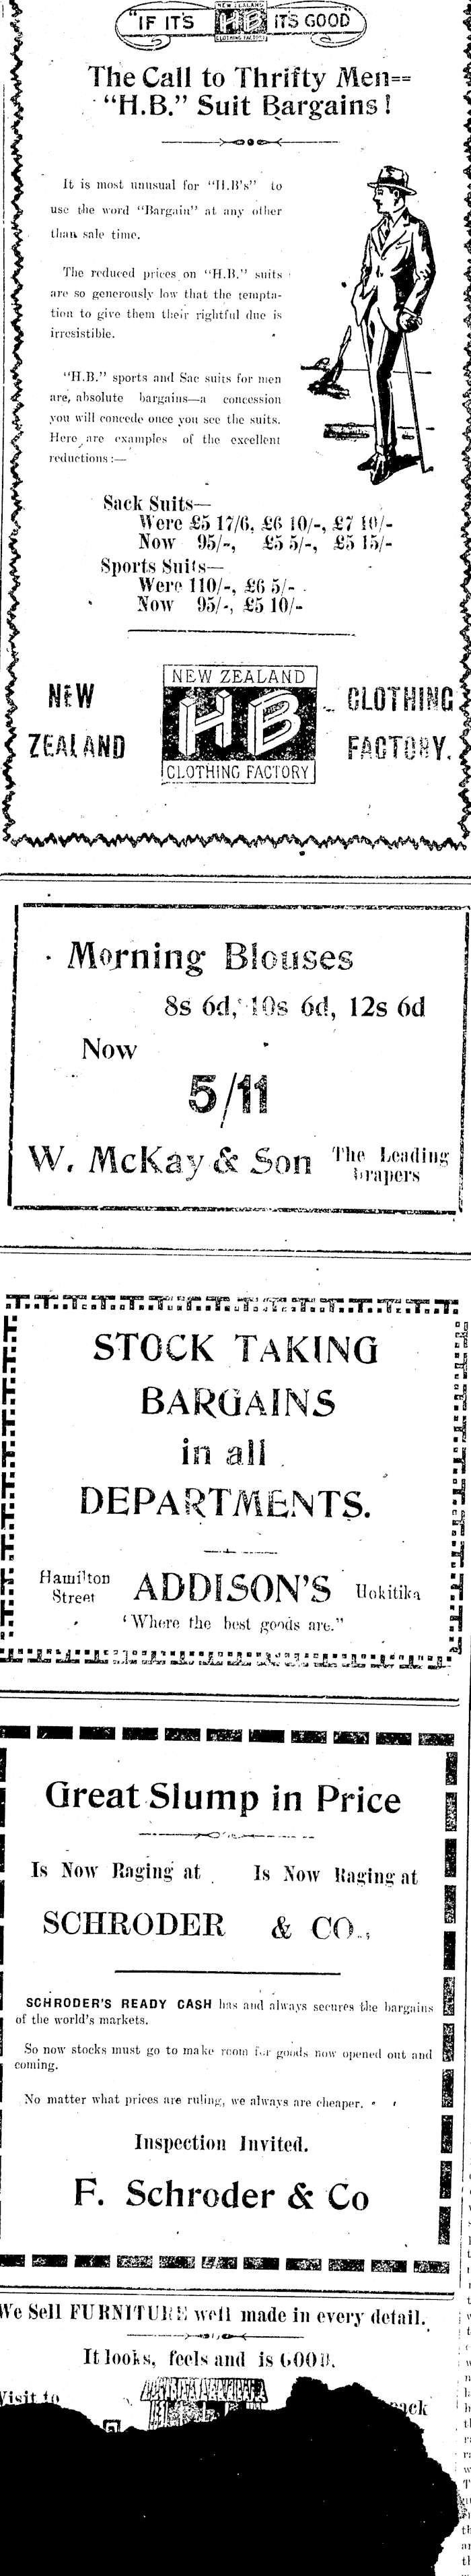 "IF IT'S NEW ZEALAND HB CLOTHING FACTORY IT'S GOOD"
The Call to Thrifty Men==
"H.B." Suit Bargains!
It is most unusual for "H.B's" to
use the word "Bargain" at any other
than sale time.
The reduced prices on "H.B." suits
are so generously low that the tempta-
tion to give them their rightful due is
irresistible.
"H.B." sports and Sac suits for men
are, absolute bargains—a concession
you will concede once you see the suits.
Here are examples of the excellent
reductions:—
Sack Suits—
Were £5 17/6, £6 10/-, £7 10/-
Now 95/-, £5 5/-, £5 15/-
Sports Suits—
Were 110/-, £6 5/-
Now 95/-, £5 10/-
NEW ZEALAND
NEW HB CLOTHING
ZEALAND FACTORY.
CLOTHING FACTORY
Morning Blouses
8s 6d, 10s 6d, 12s 6d
Now
5/11
W. McKay & Son The Leading
Drapers
STOCK TAKING
BARGAINS
in all
DEPARTMENTS.
Hamilton
Street ADDISON'S Hokitika
"Where the best goods are."
Great Slump in Price
Is Now Raging at Is Now Raging at
SCHRODER & CO.,
SCHRODER'S READY CASH has and always secures the bargains
of the world's markets.
So now stocks must go to make room for goods now opened out and
coming.
No matter what prices are ruling, we always are cheaper.
Inspection Invited.
F. Schroder & Co
We Sell FURNITURE well made in every detail.
It looks, feels and is GOOD.
Visit to